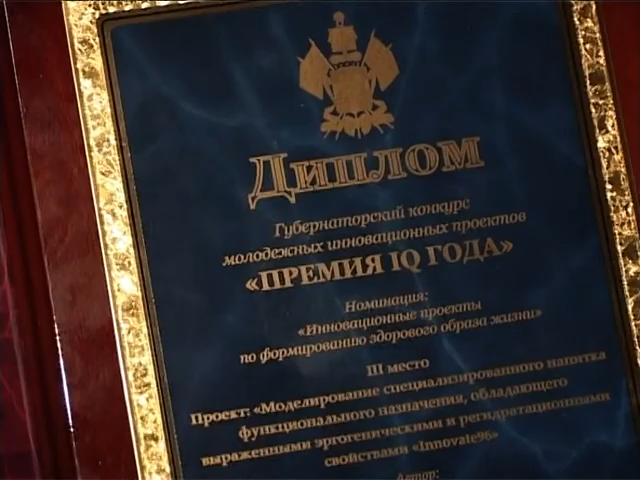 Диплом
Губернаторский конкурс
молодежных инновационных проектов
«ПРЕМИЯ IQ ГОДА»
Номинация:
«Инновационные проекты
по формированию здорового образа жизни»
III место
Проект: «Моделирование специализированного напитка
функционального назначения, обладающего
выраженными эргогеническими и регидратационными
свойствами «Innovate96»
Автор: